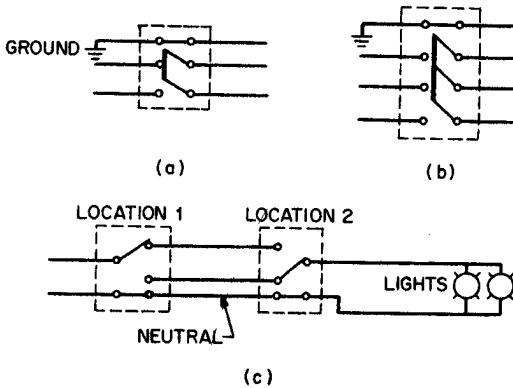 GROUND
(a)
(b)
LOCATION 1
LOCATION 2
LIGHTS
NEUTRAL
(c)